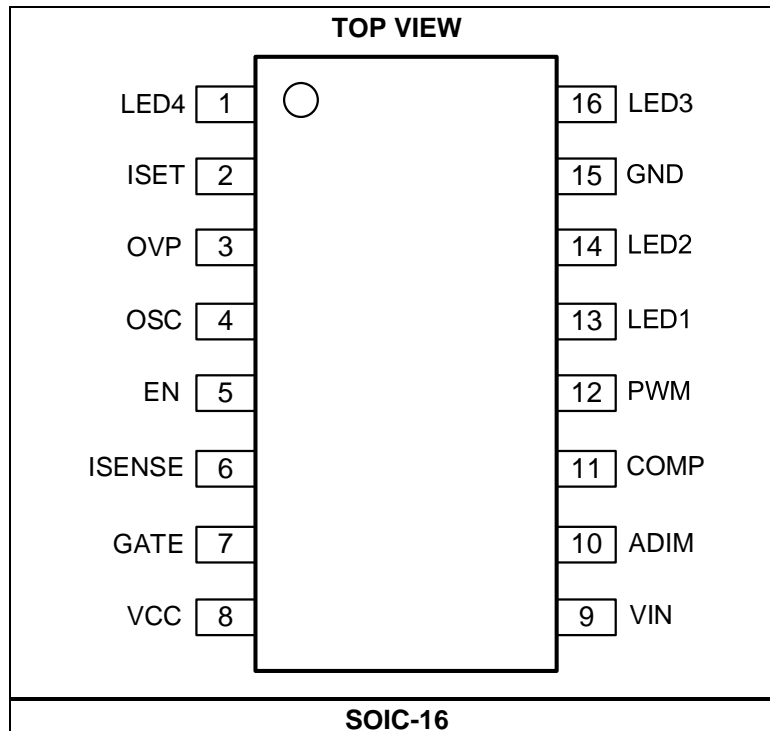 TOP VIEW
LED4 1 16 LED3
ISET 2 15 GND
OVP 3 14 LED2
OSC 4 13 LED1
EN 5 12 PWM
ISENSE 6 11 COMP
GATE 7 10 ADIM
VCC 8 9 VIN
SOIC-16